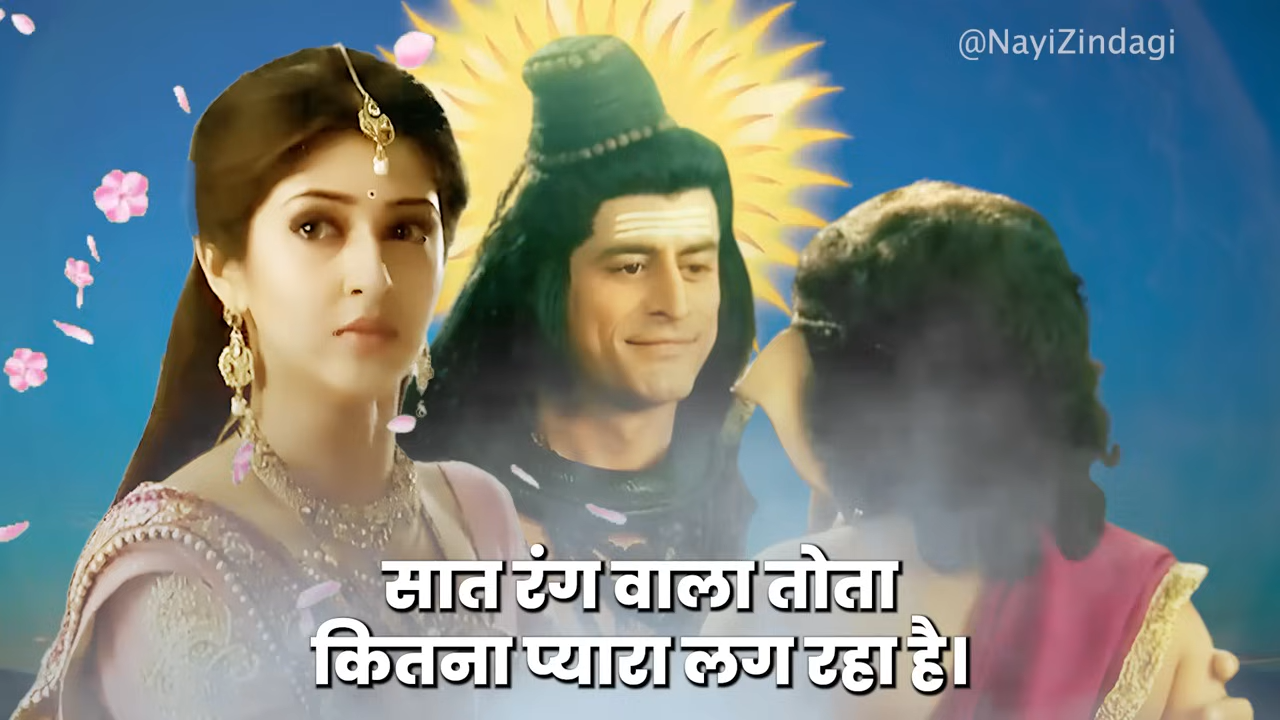 @NayiZindagi
सात रंग वाला तोता
कितना प्यारा लग रहा है।